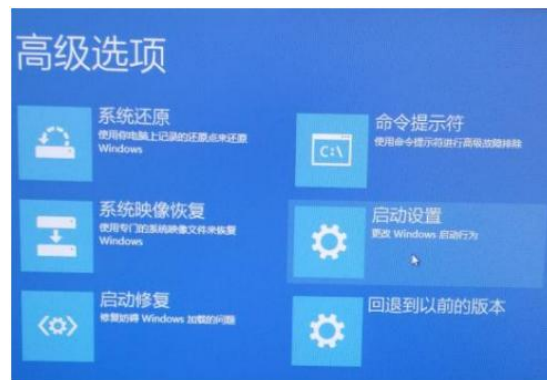 高级选项
系统还原
使用你电脑上记录的还原点来还原
Windows
命令提示符
使用命令提示符进行高级故障排除
C:\
系统映像恢复
使用专门的系统映像文件来恢复
Windows
启动设置
更改 Windows 启动行为
启动修复
修复妨碍 Windows 加载的问题
回退到以前的版本